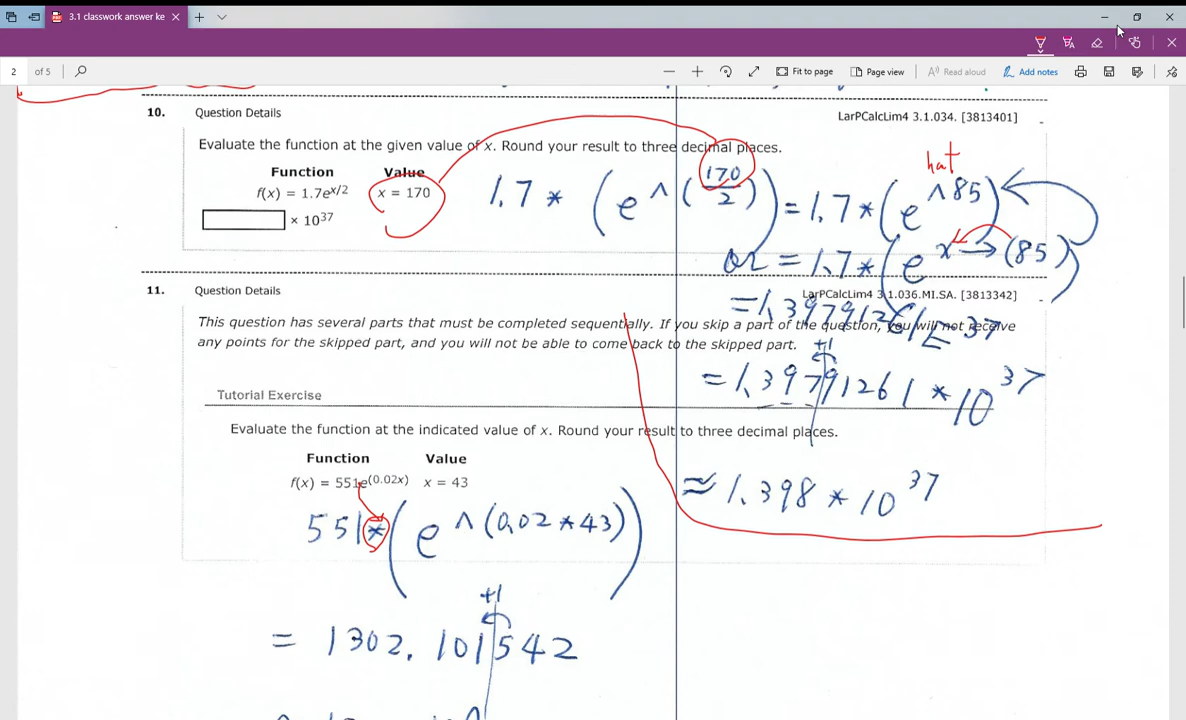 3.1 classwork answer ke
2 of 5
Fit to page
Page view
Read aloud
Add notes
10. Question Details
LarPCalcLim4 3.1.034. [3813401]
Evaluate the function at the given value of x. Round your result to three decimal places.
Function Value
f(x) = 1.7e^x/2 x = 170
× 10^37
1.7 * (e ^ (170/2)) = 1.7 * (e ^ 85)
hat
or = 1.7 * (e^x → (85))
11. Question Details
LarPCalcLim4 3.1.036.MI.SA. [3813342]
= 1.39791261 E 37
This question has several parts that must be completed sequentially. If you skip a part of the question, you will not receive
any points for the skipped part, and you will not be able to come back to the skipped part.
+1
= 1.39791261 * 10^37
Tutorial Exercise
Evaluate the function at the indicated value of x. Round your result to three decimal places.
Function Value
f(x) = 551e^(0.02x) x = 43
≈ 1.398 * 10^37
551 * (e ^ (0.02 * 43))
+1
= 1302.101542